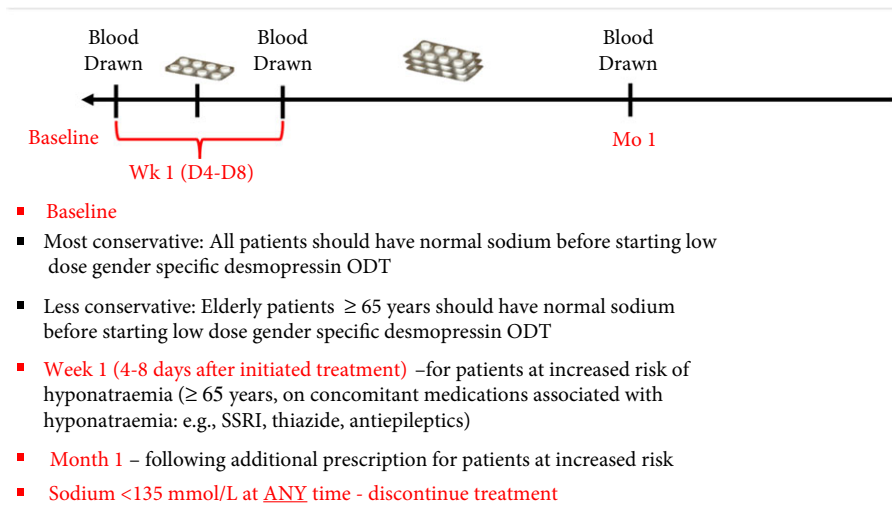 Blood Drawn
Blood Drawn
Blood Drawn
Baseline
Wk 1 (D4-D8)
Mo 1
Baseline
Most conservative: All patients should have normal sodium before starting low
dose gender specific desmopressin ODT
Less conservative: Elderly patients ≥ 65 years should have normal sodium
before starting low dose gender specific desmopressin ODT
Week 1 (4-8 days after initiated treatment) –for patients at increased risk of
hyponatraemia (≥ 65 years, on concomitant medications associated with
hyponatraemia: e.g., SSRI, thiazide, antiepileptics)
Month 1 – following additional prescription for patients at increased risk
Sodium <135 mmol/L at ANY time - discontinue treatment